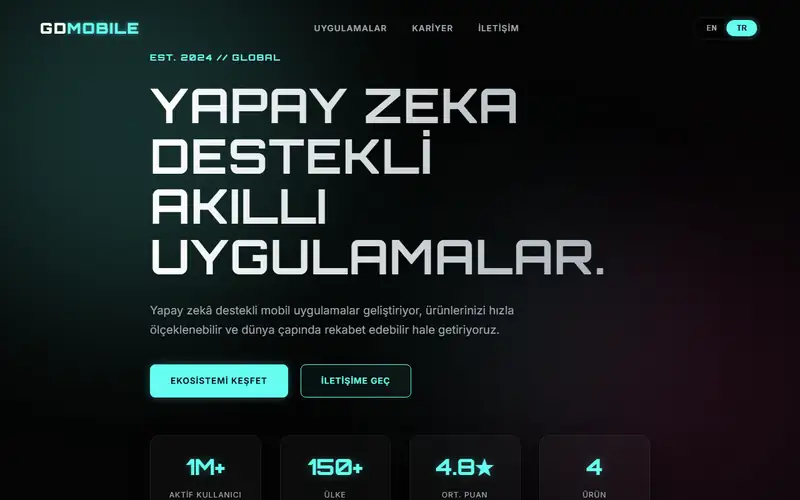 GDMOBILE
UYGULAMALAR KARİYER İLETİŞİM
EN TR
EST. 2024 // GLOBAL
YAPAY ZEKA
DESTEKLİ
AKILLI
UYGULAMALAR.
Yapay zekâ destekli mobil uygulamalar geliştiriyor, ürünlerinizi hızla
ölçeklenebilir ve dünya çapında rekabet edebilir hale getiriyoruz.
EKOSİSTEMİ KEŞFET İLETİŞİME GEÇ
1M+ 150+ 4.8★ 4
AKTİF KULLANICI ÜLKE ORT. PUAN ÜRÜN